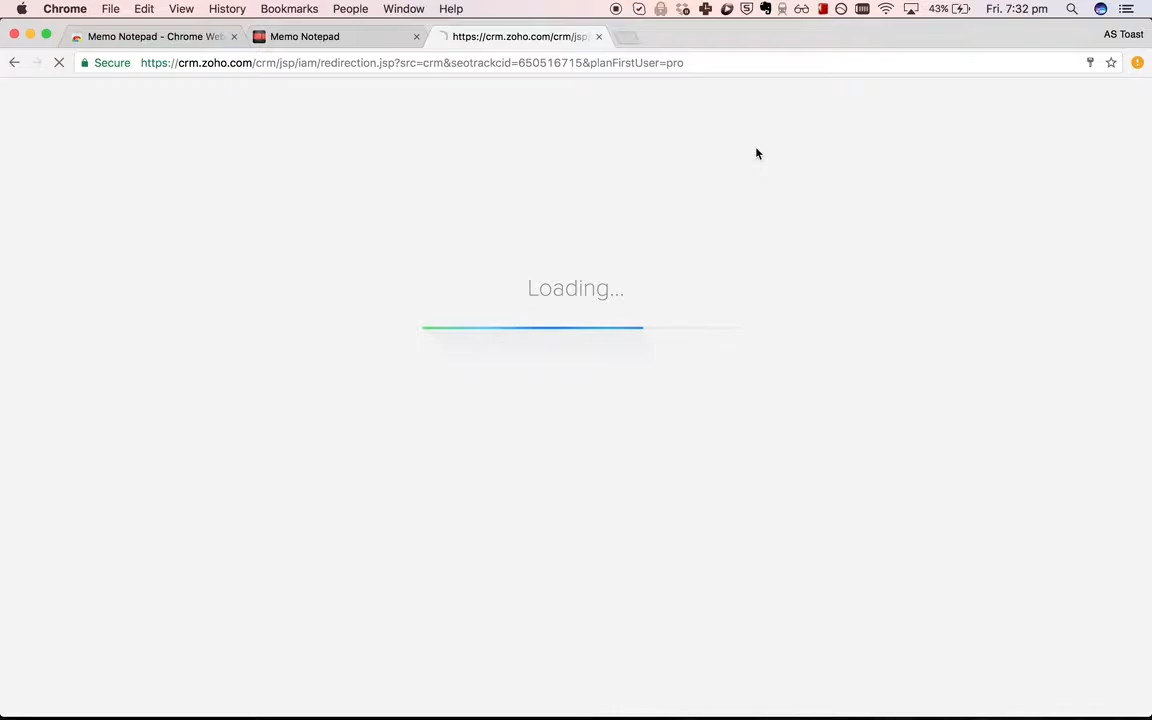 Chrome File Edit View History Bookmarks People Window Help 43% Fri. 7:32 pm
Memo Notepad - Chrome Web Memo Notepad https://crm.zoho.com/crm/jsp AS Toast
Secure https://crm.zoho.com/crm/jsp/iam/redirection.jsp?src=crm&seotrackcid=650516715&planFirstUser=pro
Loading...